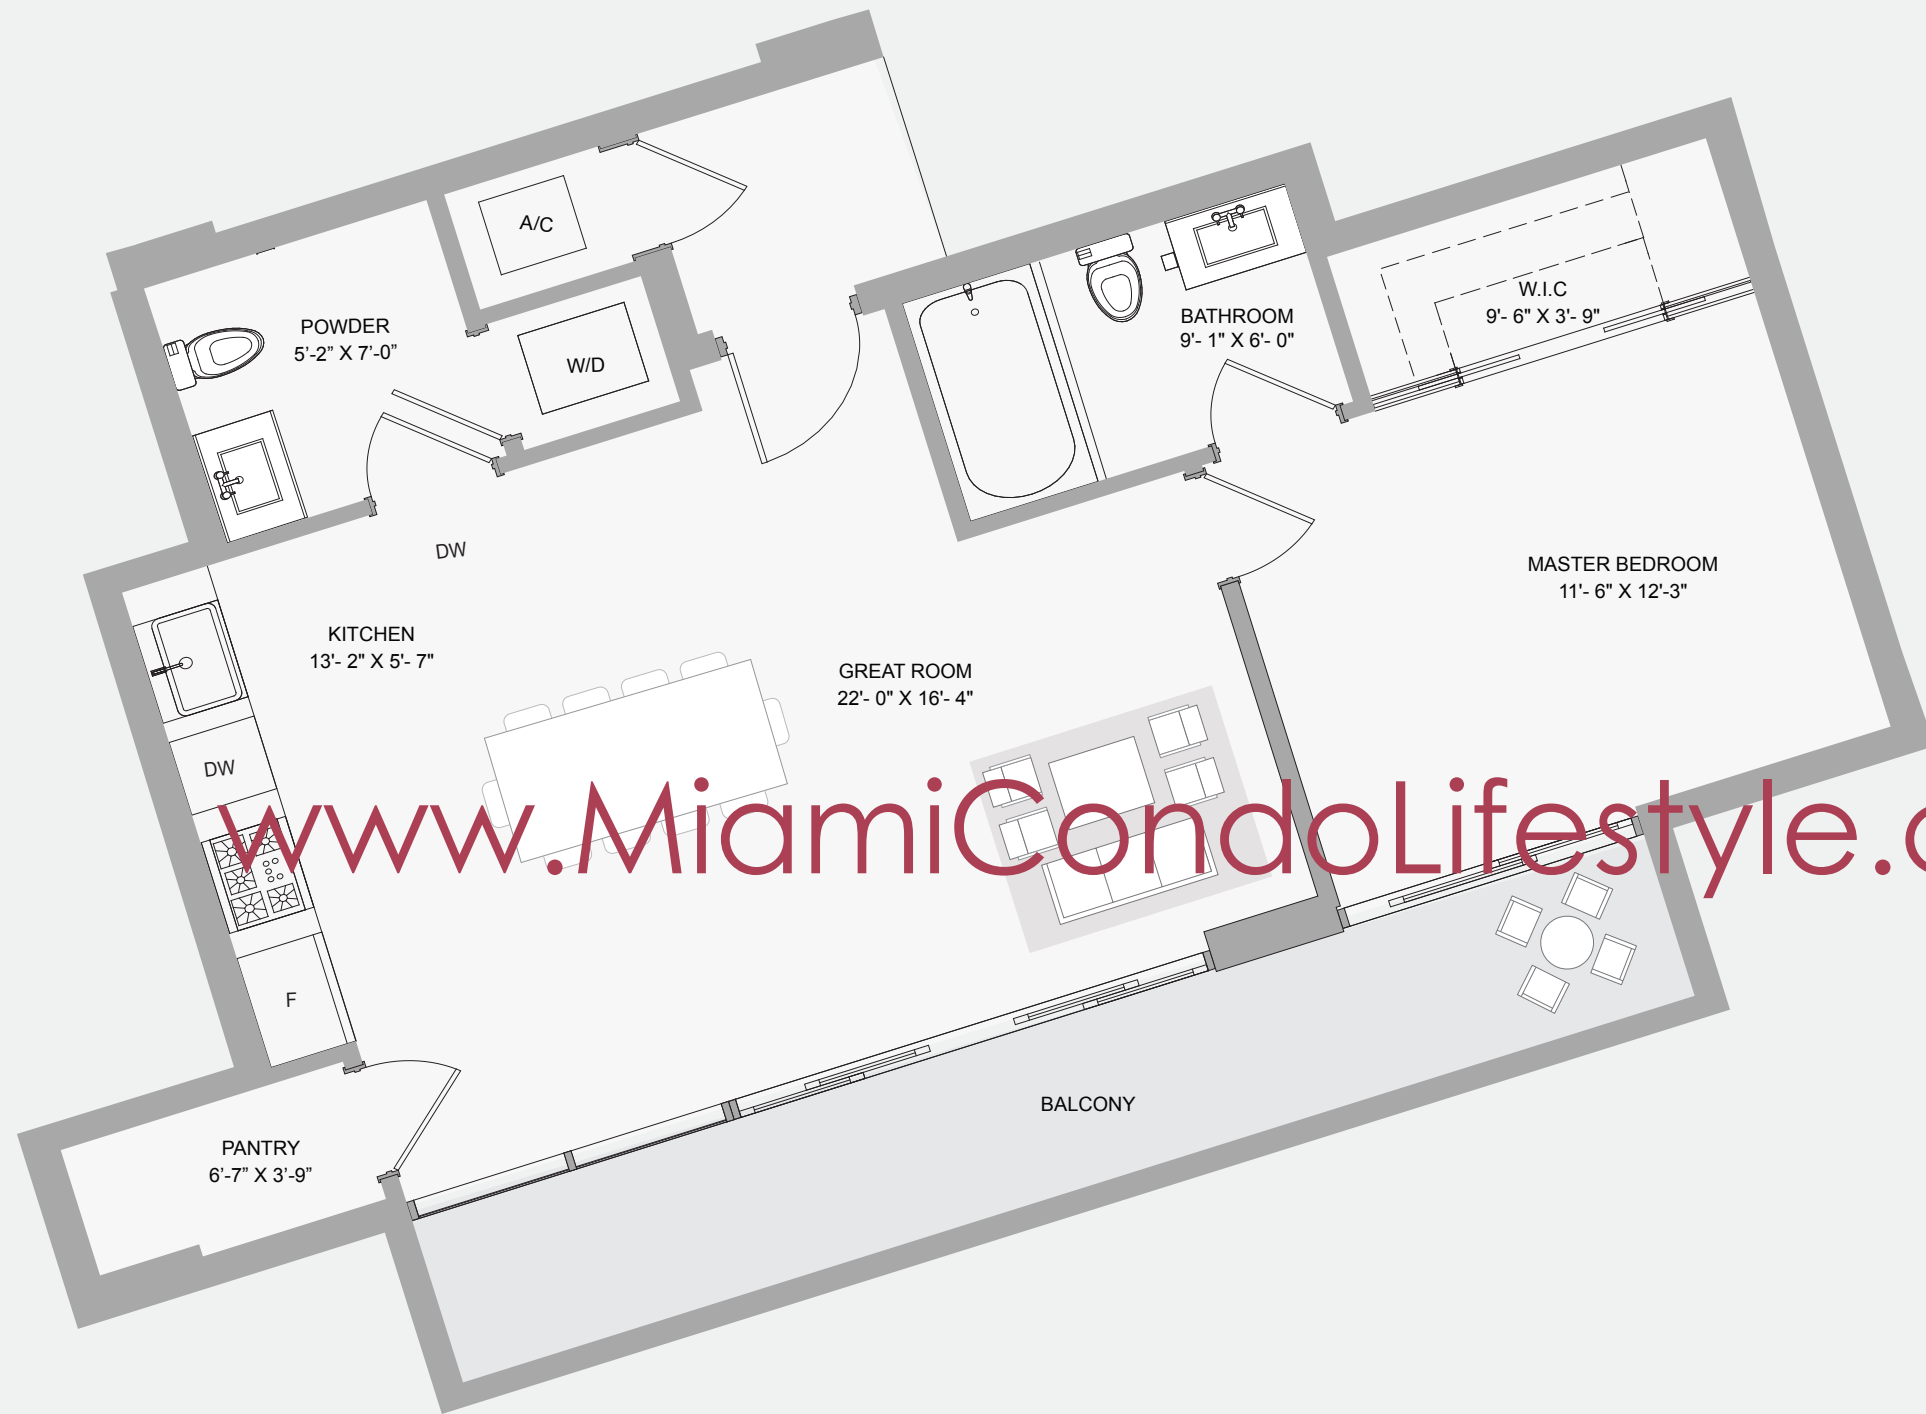 A/C
POWDER
5'-2” X 7'-0”
W/D
BATHROOM
9'- 1" X 6'- 0"
W.I.C
9'- 6" X 3'- 9"
DW
MASTER BEDROOM
11'- 6" X 12'-3"
KITCHEN
13'- 2" X 5'- 7"
GREAT ROOM
22'- 0" X 16'- 4"
DW
www.MiamiCondoLifestyle.c
F
BALCONY
PANTRY
6'-7” X 3'-9”